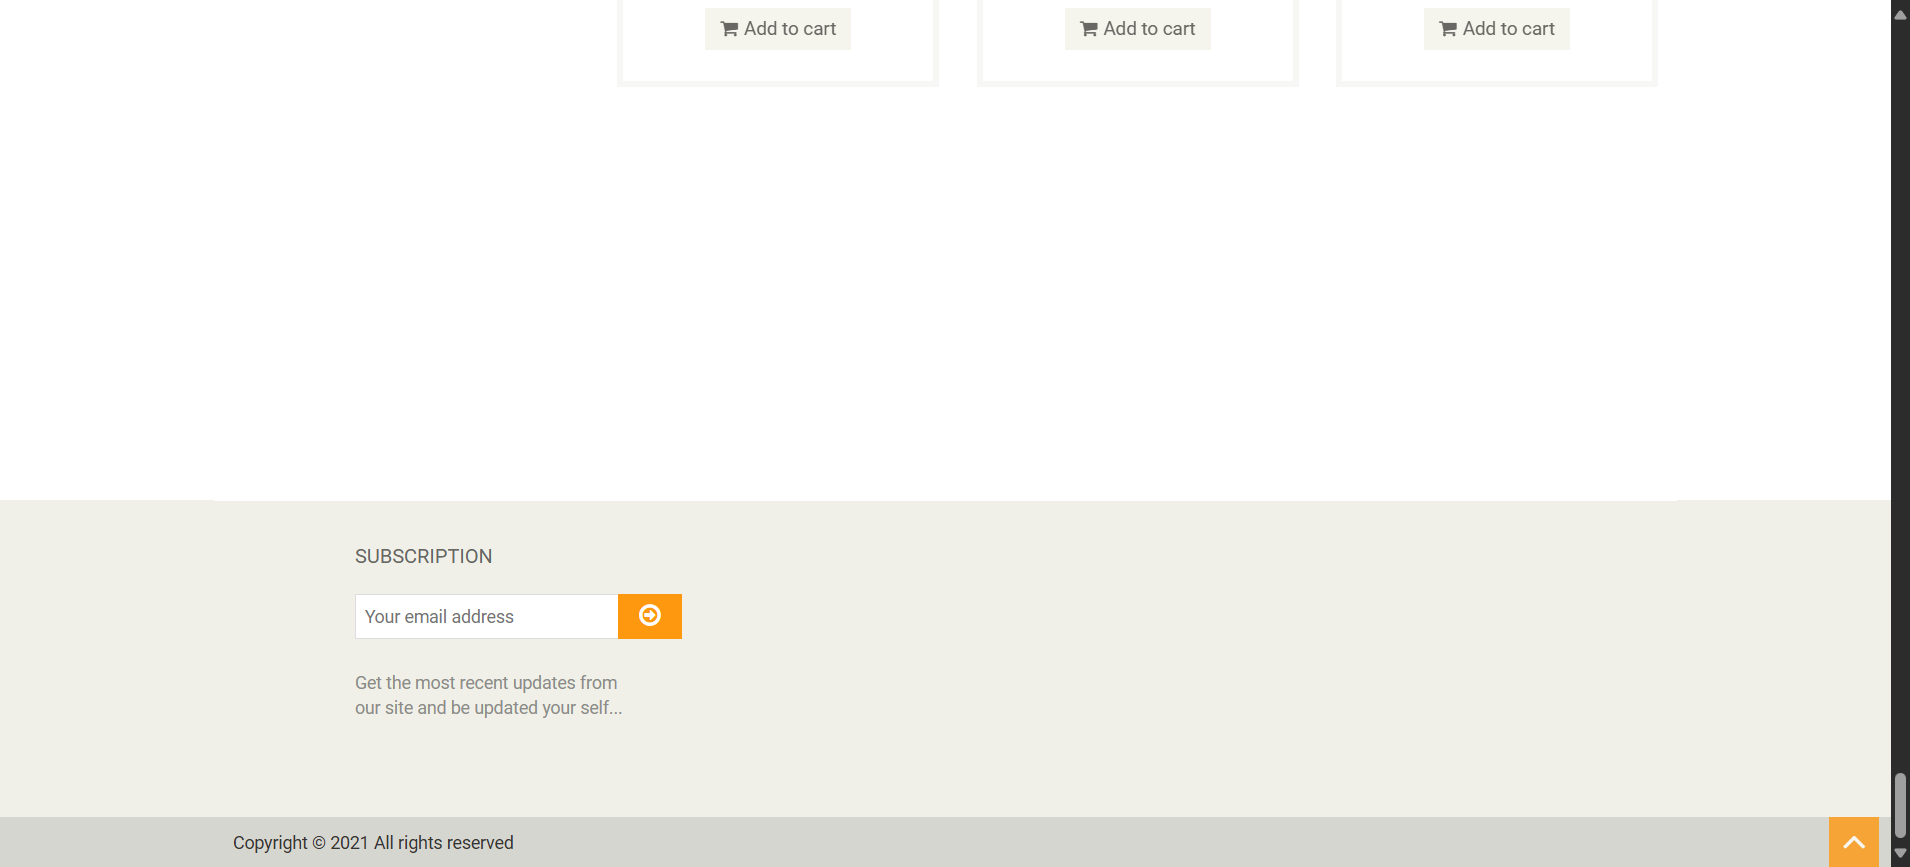 Add to cart Add to cart Add to cart
SUBSCRIPTION
Your email address
Get the most recent updates from
our site and be updated your self...
Copyright © 2021 All rights reserved